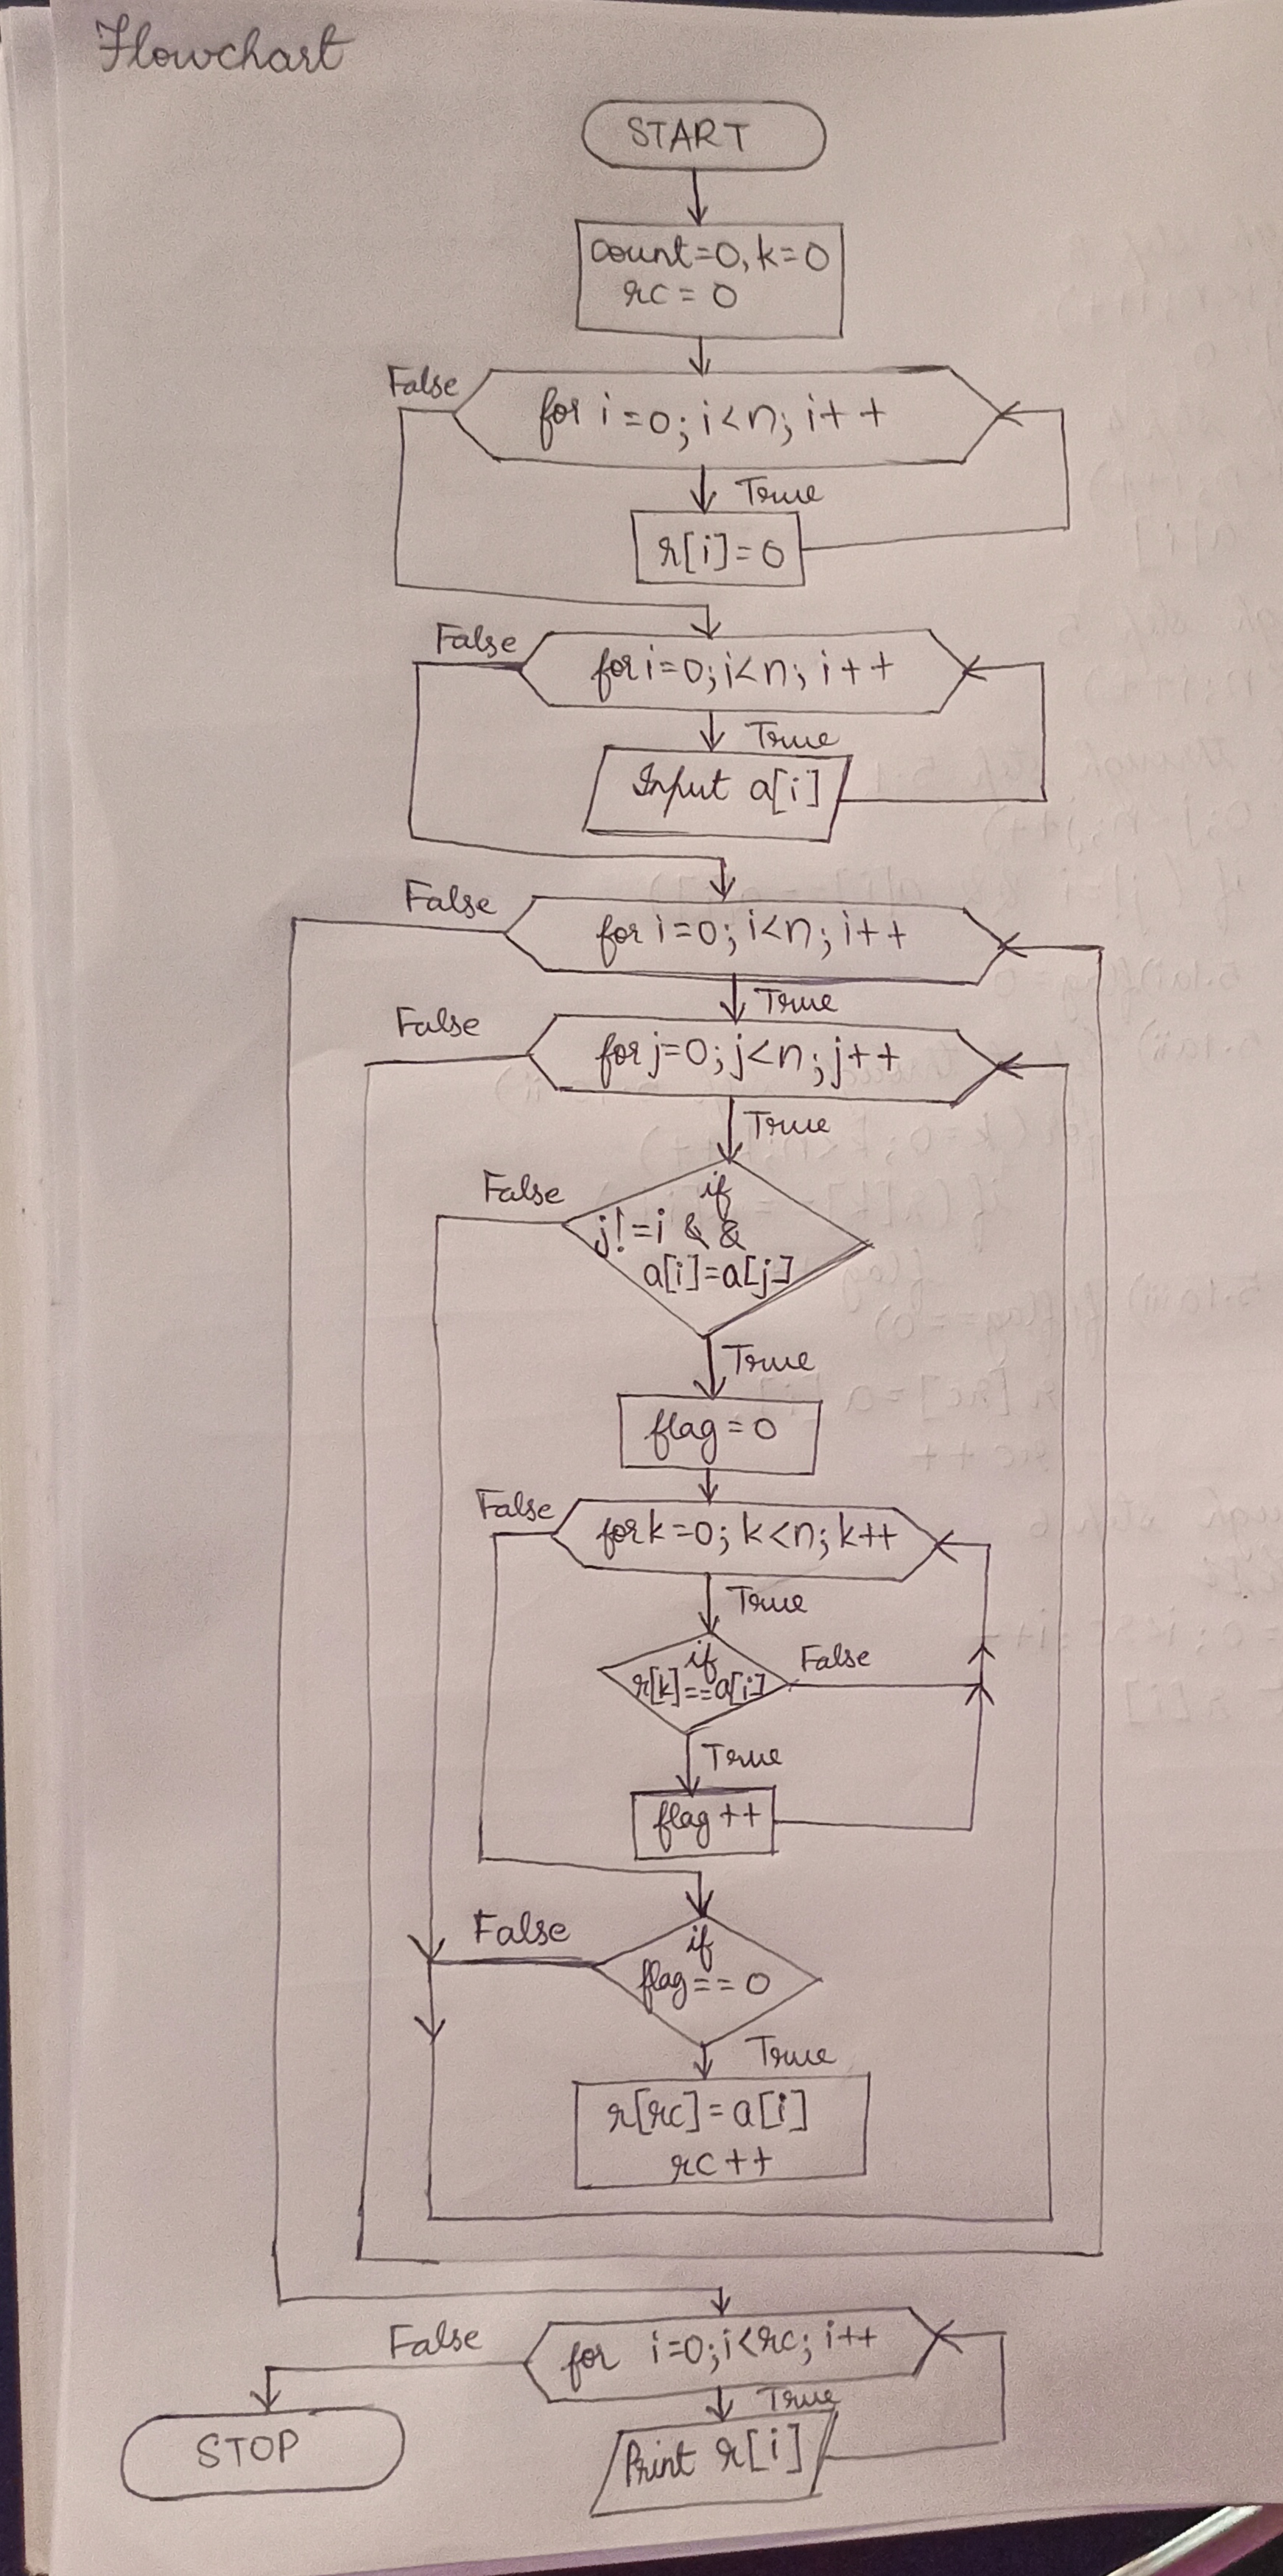 Flowchart
START
count=0, k=0
rc = 0
False
for i=0; i<n; i++
True
r[i]=0
False
for i=0; i<n; i++
True
Input a[i]
False
for i=0; i<n; i++
True
False
for j=0; j<n; j++
True
False
if
j!=i &&
a[i]=a[j]
True
flag=0
False
for k=0; k<n; k++
True
if
r[k]==a[i]
False
True
flag++
False
if
flag==0
True
r[rc]=a[i]
rc++
False
for i=0; i<rc; i++
True
STOP
Print r[i]